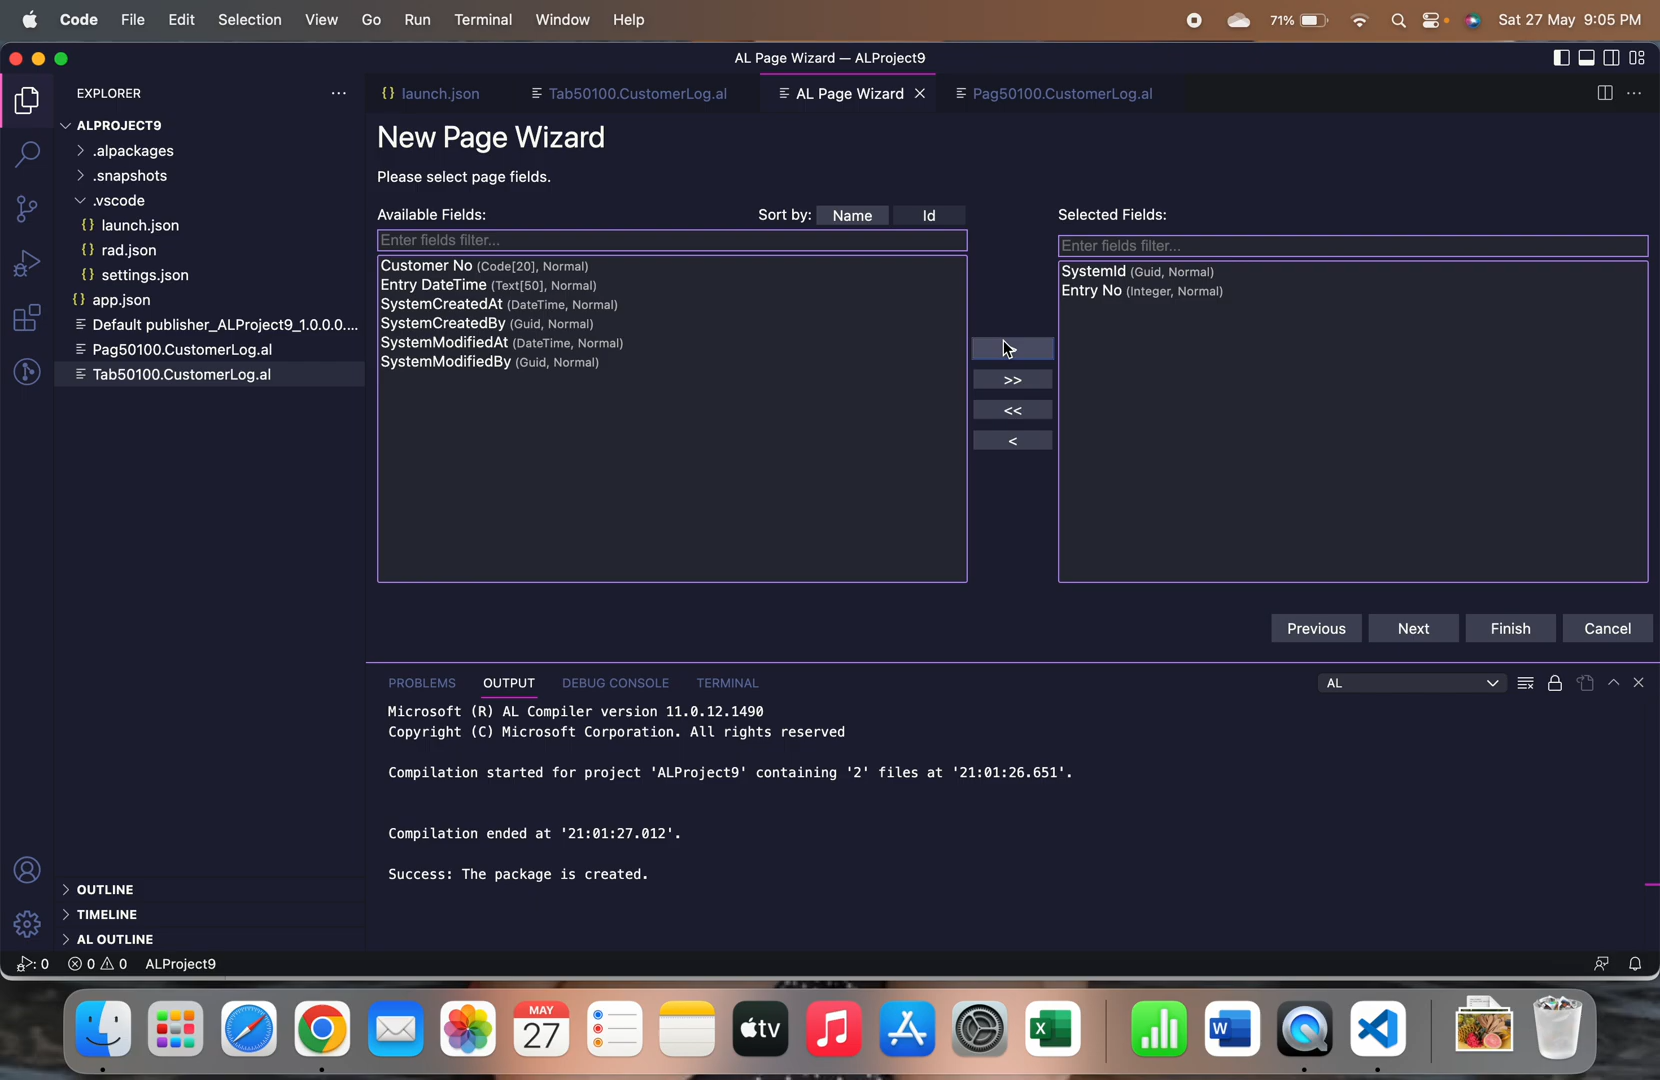 Code File Edit Selection View Go Run Terminal Window Help 71% Sat 27 May 9:05 PM
AL Page Wizard — ALProject9
EXPLORER ···
{} launch.json Tab50100.CustomerLog.al AL Page Wizard Pag50100.CustomerLog.al
ALPROJECT9
.alpackages
.snapshots
.vscode
{} launch.json
{} rad.json
{} settings.json
{} app.json
Default publisher_ALProject9_1.0.0.0....
Pag50100.CustomerLog.al
Tab50100.CustomerLog.al
OUTLINE
TIMELINE
AL OUTLINE
New Page Wizard
Please select page fields.
Available Fields: Sort by: Name Id
Enter fields filter...
Customer No (Code[20], Normal)
Entry DateTime (Text[50], Normal)
SystemCreatedAt (DateTime, Normal)
SystemCreatedBy (Guid, Normal)
SystemModifiedAt (DateTime, Normal)
SystemModifiedBy (Guid, Normal)
>>
<<
<
Selected Fields:
Enter fields filter...
SystemId (Guid, Normal)
Entry No (Integer, Normal)
Previous Next Finish Cancel
PROBLEMS OUTPUT DEBUG CONSOLE TERMINAL AL
Microsoft (R) AL Compiler version 11.0.12.1490
Copyright (C) Microsoft Corporation. All rights reserved
Compilation started for project 'ALProject9' containing '2' files at '21:01:26.651'.
Compilation ended at '21:01:27.012'.
Success: The package is created.
: 0 0 0 ALProject9
MAY
27
tv
X
W